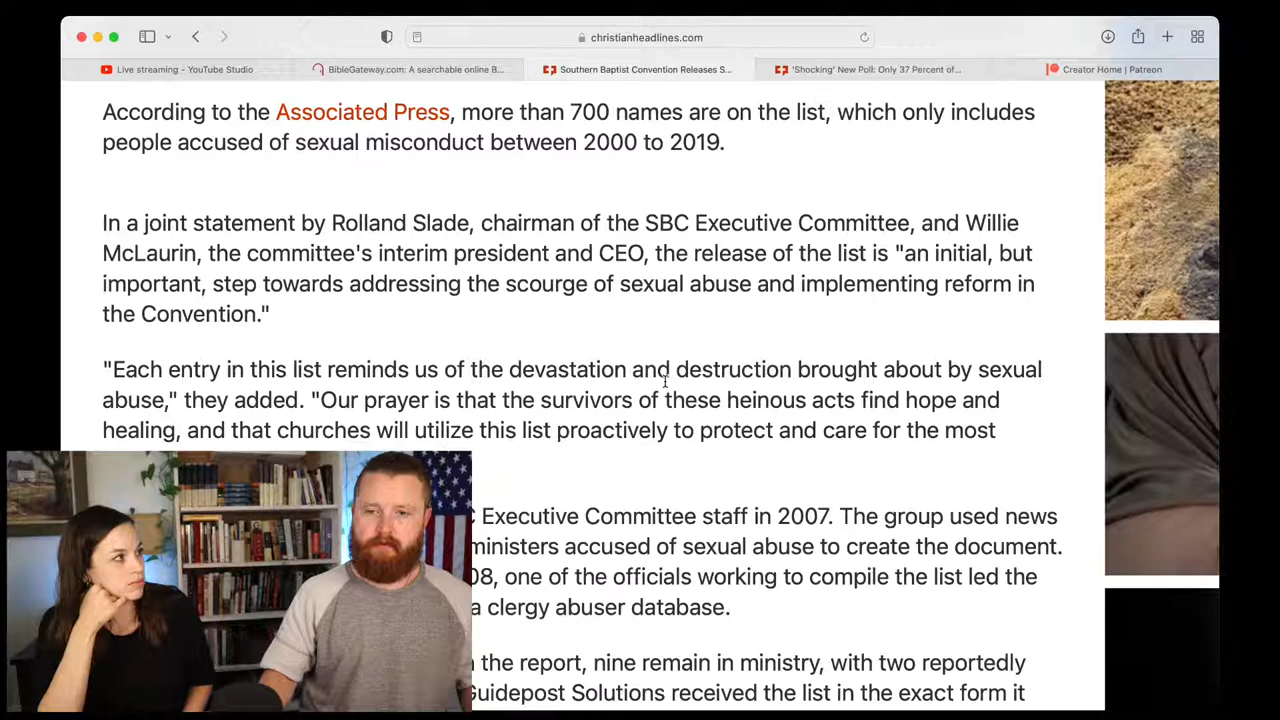 christianheadlines.com
Live streaming - YouTube Studio
BibleGateway.com: A searchable online B...
Southern Baptist Convention Releases S...
'Shocking' New Poll: Only 37 Percent of...
Creator Home | Patreon
According to the Associated Press, more than 700 names are on the list, which only includes
people accused of sexual misconduct between 2000 to 2019.
In a joint statement by Rolland Slade, chairman of the SBC Executive Committee, and Willie
McLaurin, the committee's interim president and CEO, the release of the list is "an initial, but
important, step towards addressing the scourge of sexual abuse and implementing reform in
the Convention."
"Each entry in this list reminds us of the devastation and destruction brought about by sexual
abuse," they added. "Our prayer is that the survivors of these heinous acts find hope and
healing, and that churches will utilize this list proactively to protect and care for the most
Executive Committee staff in 2007. The group used news
ministers accused of sexual abuse to create the document.
08, one of the officials working to compile the list led the
a clergy abuser database.
the report, nine remain in ministry, with two reportedly
Guidepost Solutions received the list in the exact form it